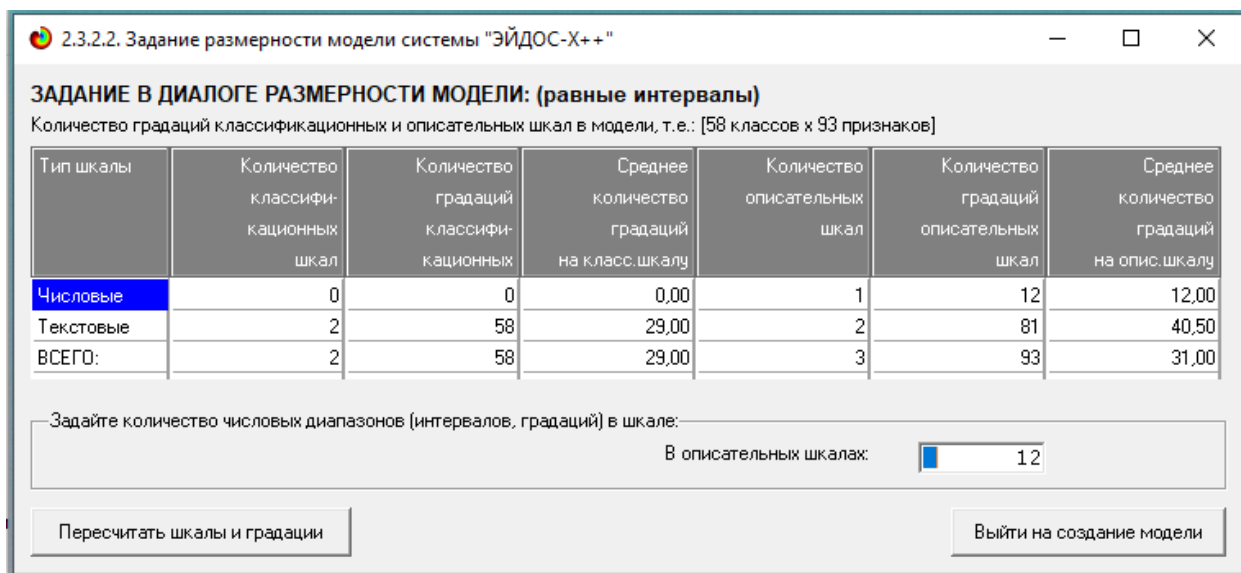 2.3.2.2. Задание размерности модели системы "ЭЙДОС-X++"
ЗАДАНИЕ В ДИАЛОГЕ РАЗМЕРНОСТИ МОДЕЛИ: (равные интервалы)
Количество градаций классификационных и описательных шкал в модели, т.е.: [58 классов x 93 признаков]
Тип шкалы Количество Количество Среднее Количество Количество Среднее
классифи- градаций количество описательных градаций количество
кационных классифи- градаций шкал описательных градаций
шкал кационных на класс.шкалу шкал на опис.шкалу
Числовые 0 0 0,00 1 12 12,00
Текстовые 2 58 29,00 2 81 40,50
ВСЕГО: 2 58 29,00 3 93 31,00
Задайте количество числовых диапазонов (интервалов, градаций) в шкале:
В описательных шкалах: 12
Пересчитать шкалы и градации Выйти на создание модели